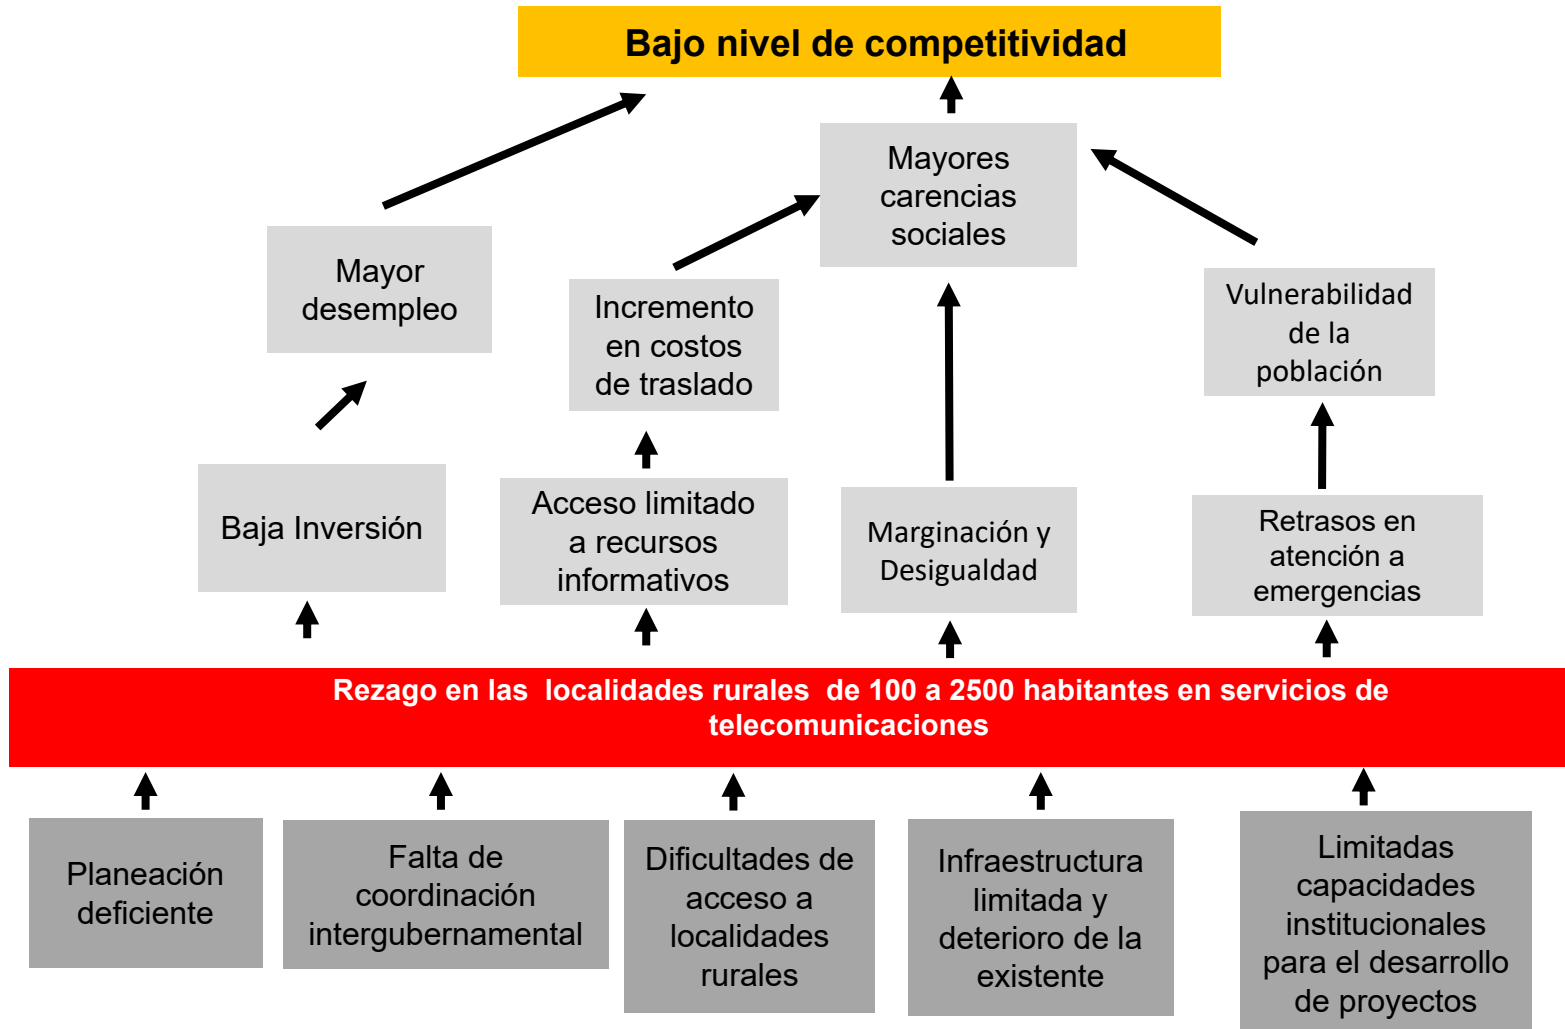 Bajo nivel de competitividad
Mayores
carencias
sociales
Mayor
desempleo
Incremento
en costos
de traslado
Vulnerabilidad
de la
población
Baja Inversión
Acceso limitado
a recursos
informativos
Marginación y
Desigualdad
Retrasos en
atención a
emergencias
Rezago en las  localidades rurales  de 100 a 2500 habitantes en servicios de
telecomunicaciones
Planeación
deficiente
Falta de
coordinación
intergubernamental
Dificultades de
acceso a
localidades
rurales
Infraestructura
limitada y
deterioro de la
existente
Limitadas
capacidades
institucionales
para el desarrollo
de proyectos